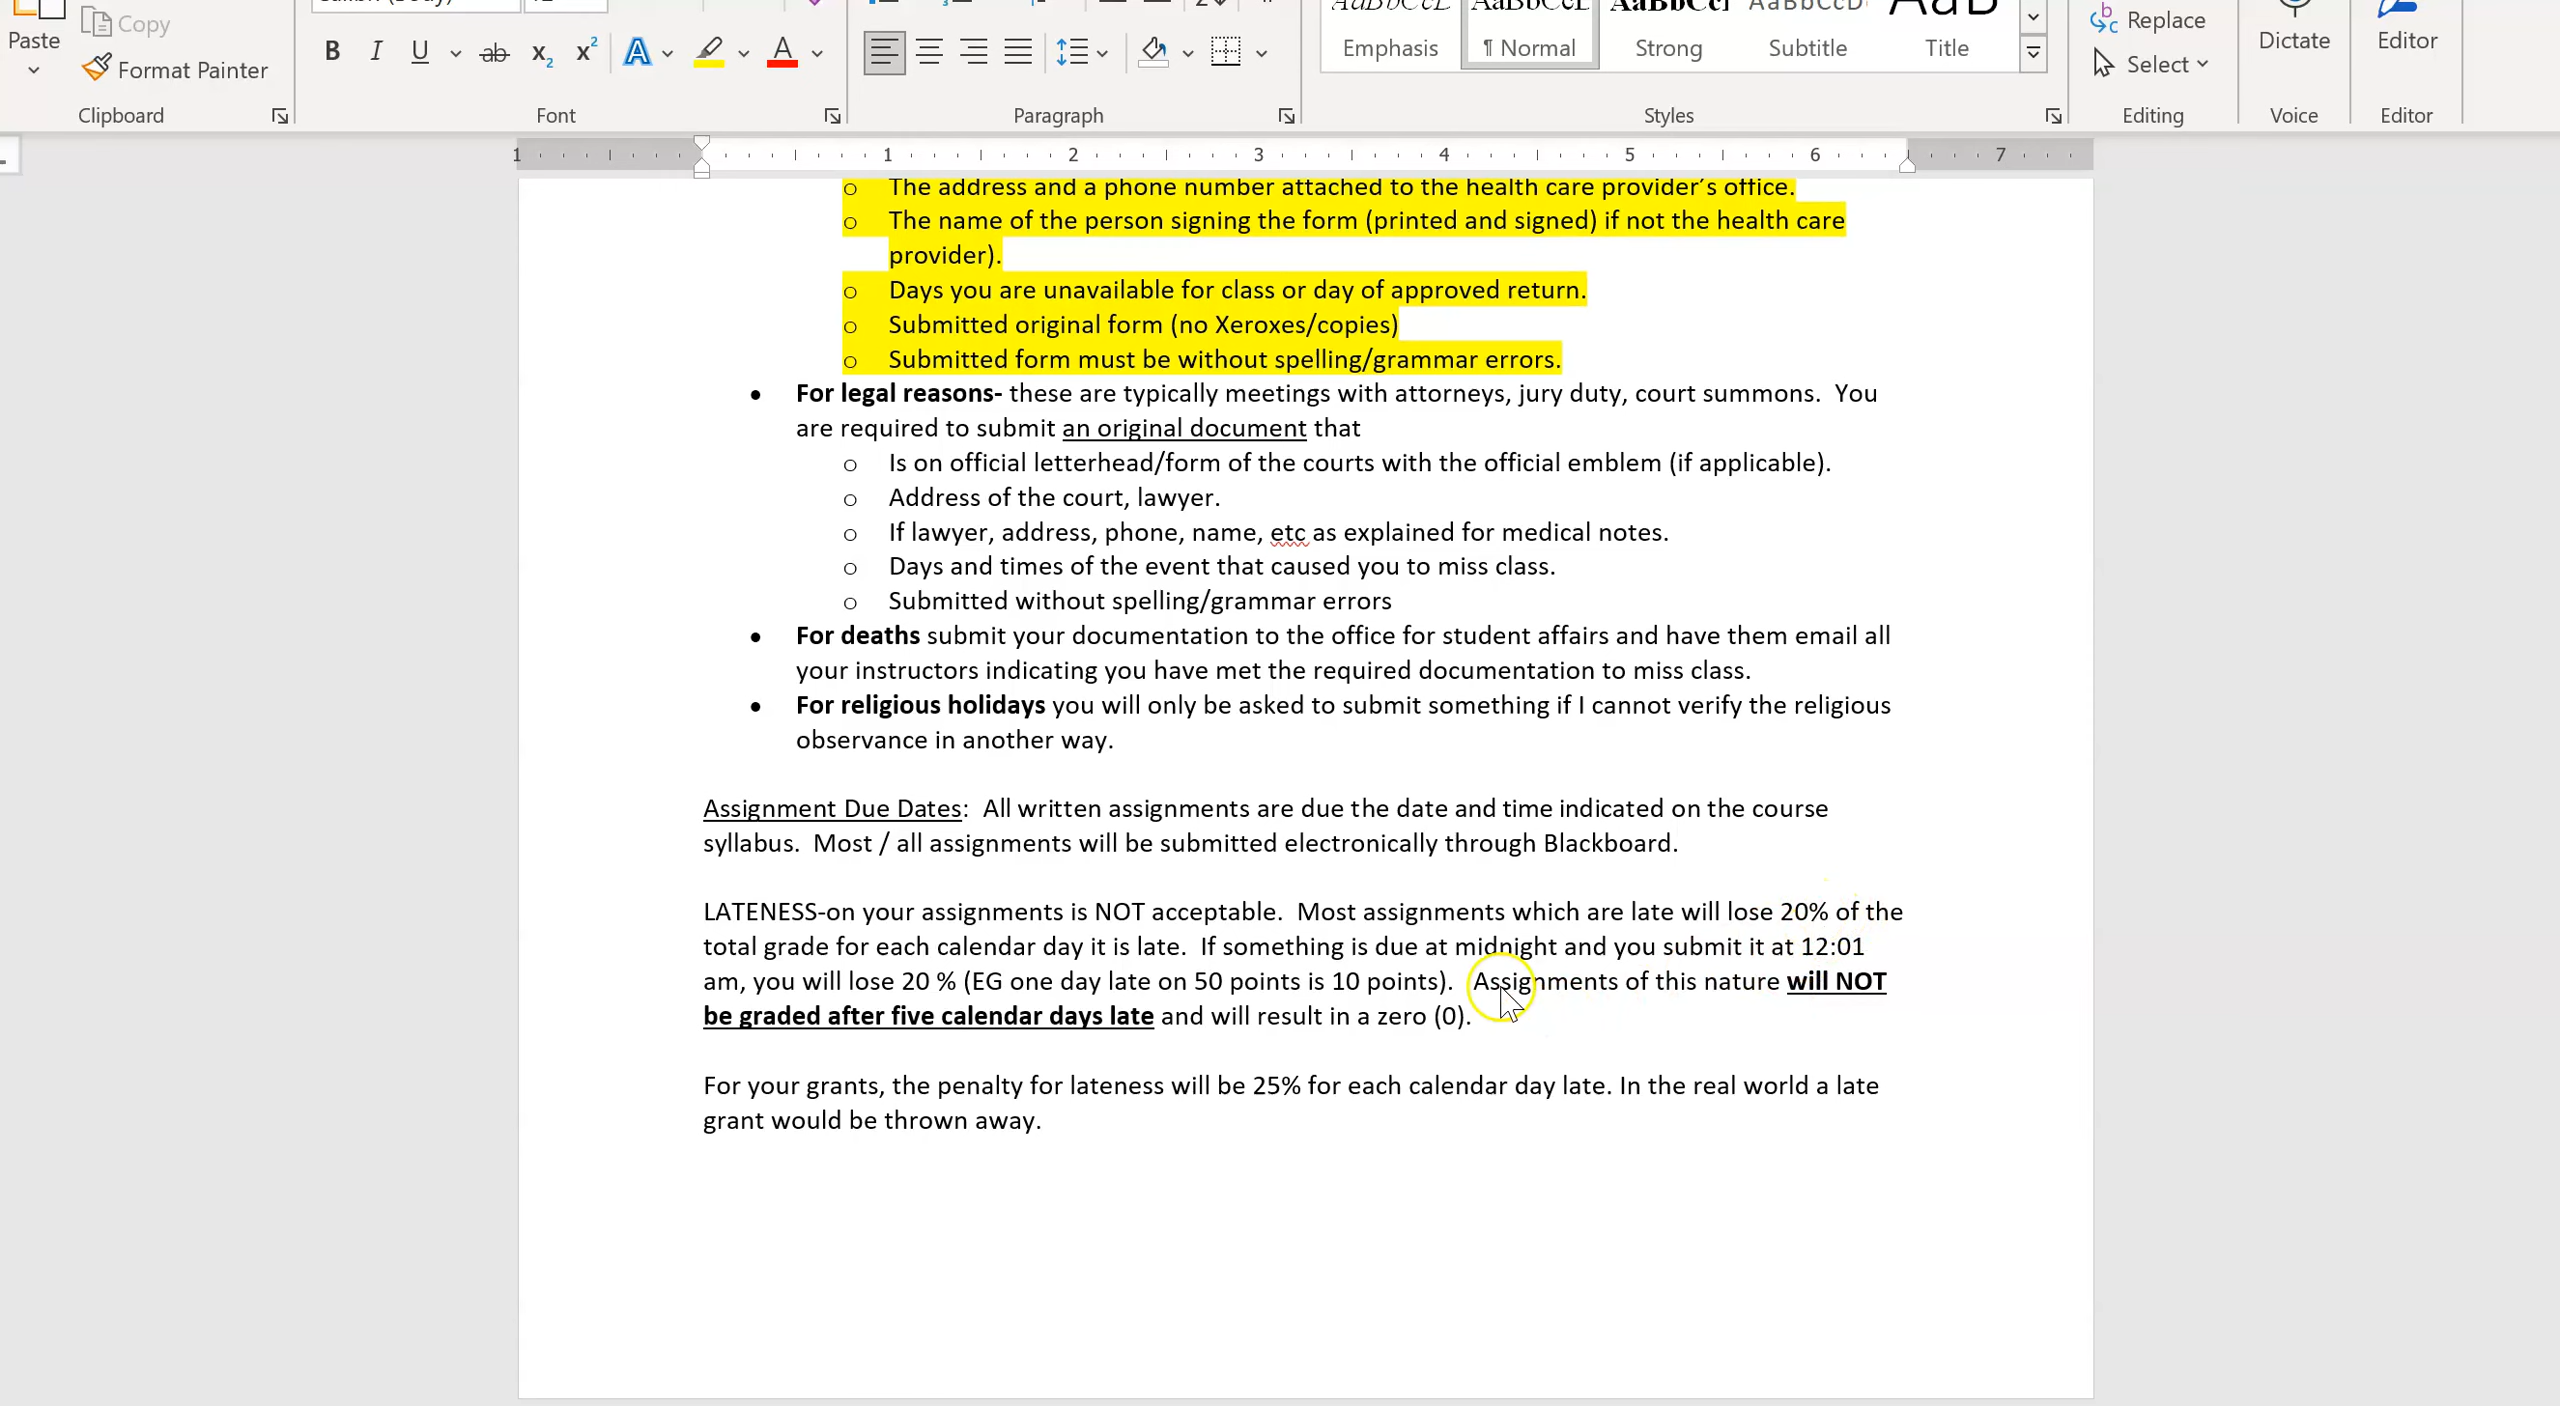 Paste
Copy
Format Painter
Clipboard
B I U ab x₂ x² A A
Font
Paragraph
Emphasis
¶ Normal
Strong
Subtitle
Title
Styles
Replace
Select
Editing
Dictate
Voice
Editor
Editor
1 1 2 3 4 5 6 7
o The address and a phone number attached to the health care provider's office.
o The name of the person signing the form (printed and signed) if not the health care
provider).
o Days you are unavailable for class or day of approved return.
o Submitted original form (no Xeroxes/copies)
o Submitted form must be without spelling/grammar errors.
• For legal reasons- these are typically meetings with attorneys, jury duty, court summons.  You
are required to submit an original document that
o Is on official letterhead/form of the courts with the official emblem (if applicable).
o Address of the court, lawyer.
o If lawyer, address, phone, name, etc as explained for medical notes.
o Days and times of the event that caused you to miss class.
o Submitted without spelling/grammar errors
• For deaths submit your documentation to the office for student affairs and have them email all
your instructors indicating you have met the required documentation to miss class.
• For religious holidays you will only be asked to submit something if I cannot verify the religious
observance in another way.
Assignment Due Dates:  All written assignments are due the date and time indicated on the course
syllabus.  Most / all assignments will be submitted electronically through Blackboard.
LATENESS-on your assignments is NOT acceptable.  Most assignments which are late will lose 20% of the
total grade for each calendar day it is late.  If something is due at midnight and you submit it at 12:01
am, you will lose 20 % (EG one day late on 50 points is 10 points).  Assignments of this nature will NOT
be graded after five calendar days late and will result in a zero (0).
For your grants, the penalty for lateness will be 25% for each calendar day late. In the real world a late
grant would be thrown away.